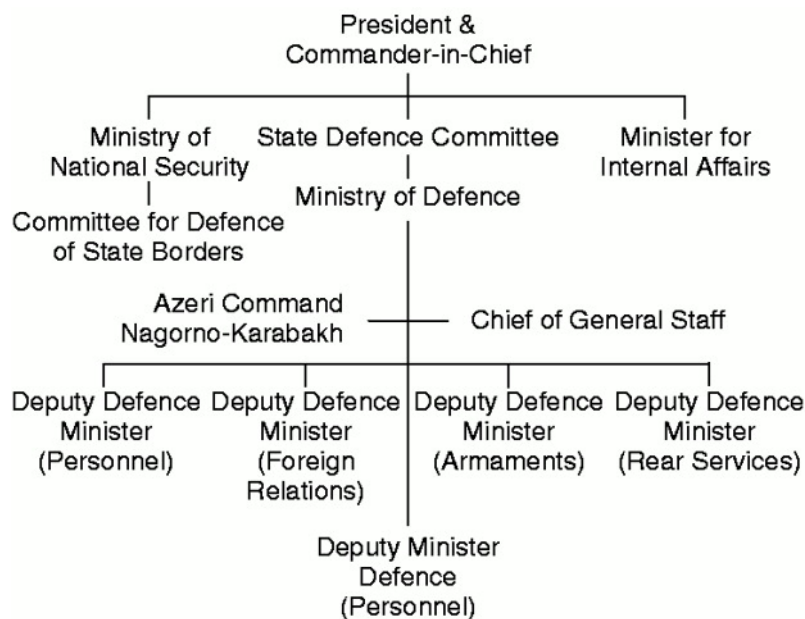 President &
Commander-in-Chief
Ministry of
National Security
State Defence Committee
Minister for
Internal Affairs
Committee for Defence
of State Borders
Ministry of Defence
Azeri Command
Nagorno-Karabakh
Chief of General Staff
Deputy Defence
Minister
(Personnel)
Deputy Defence
Minister
(Foreign
Relations)
Deputy Defence
Minister
(Armaments)
Deputy Defence
Minister
(Rear Services)
Deputy Minister
Defence
(Personnel)